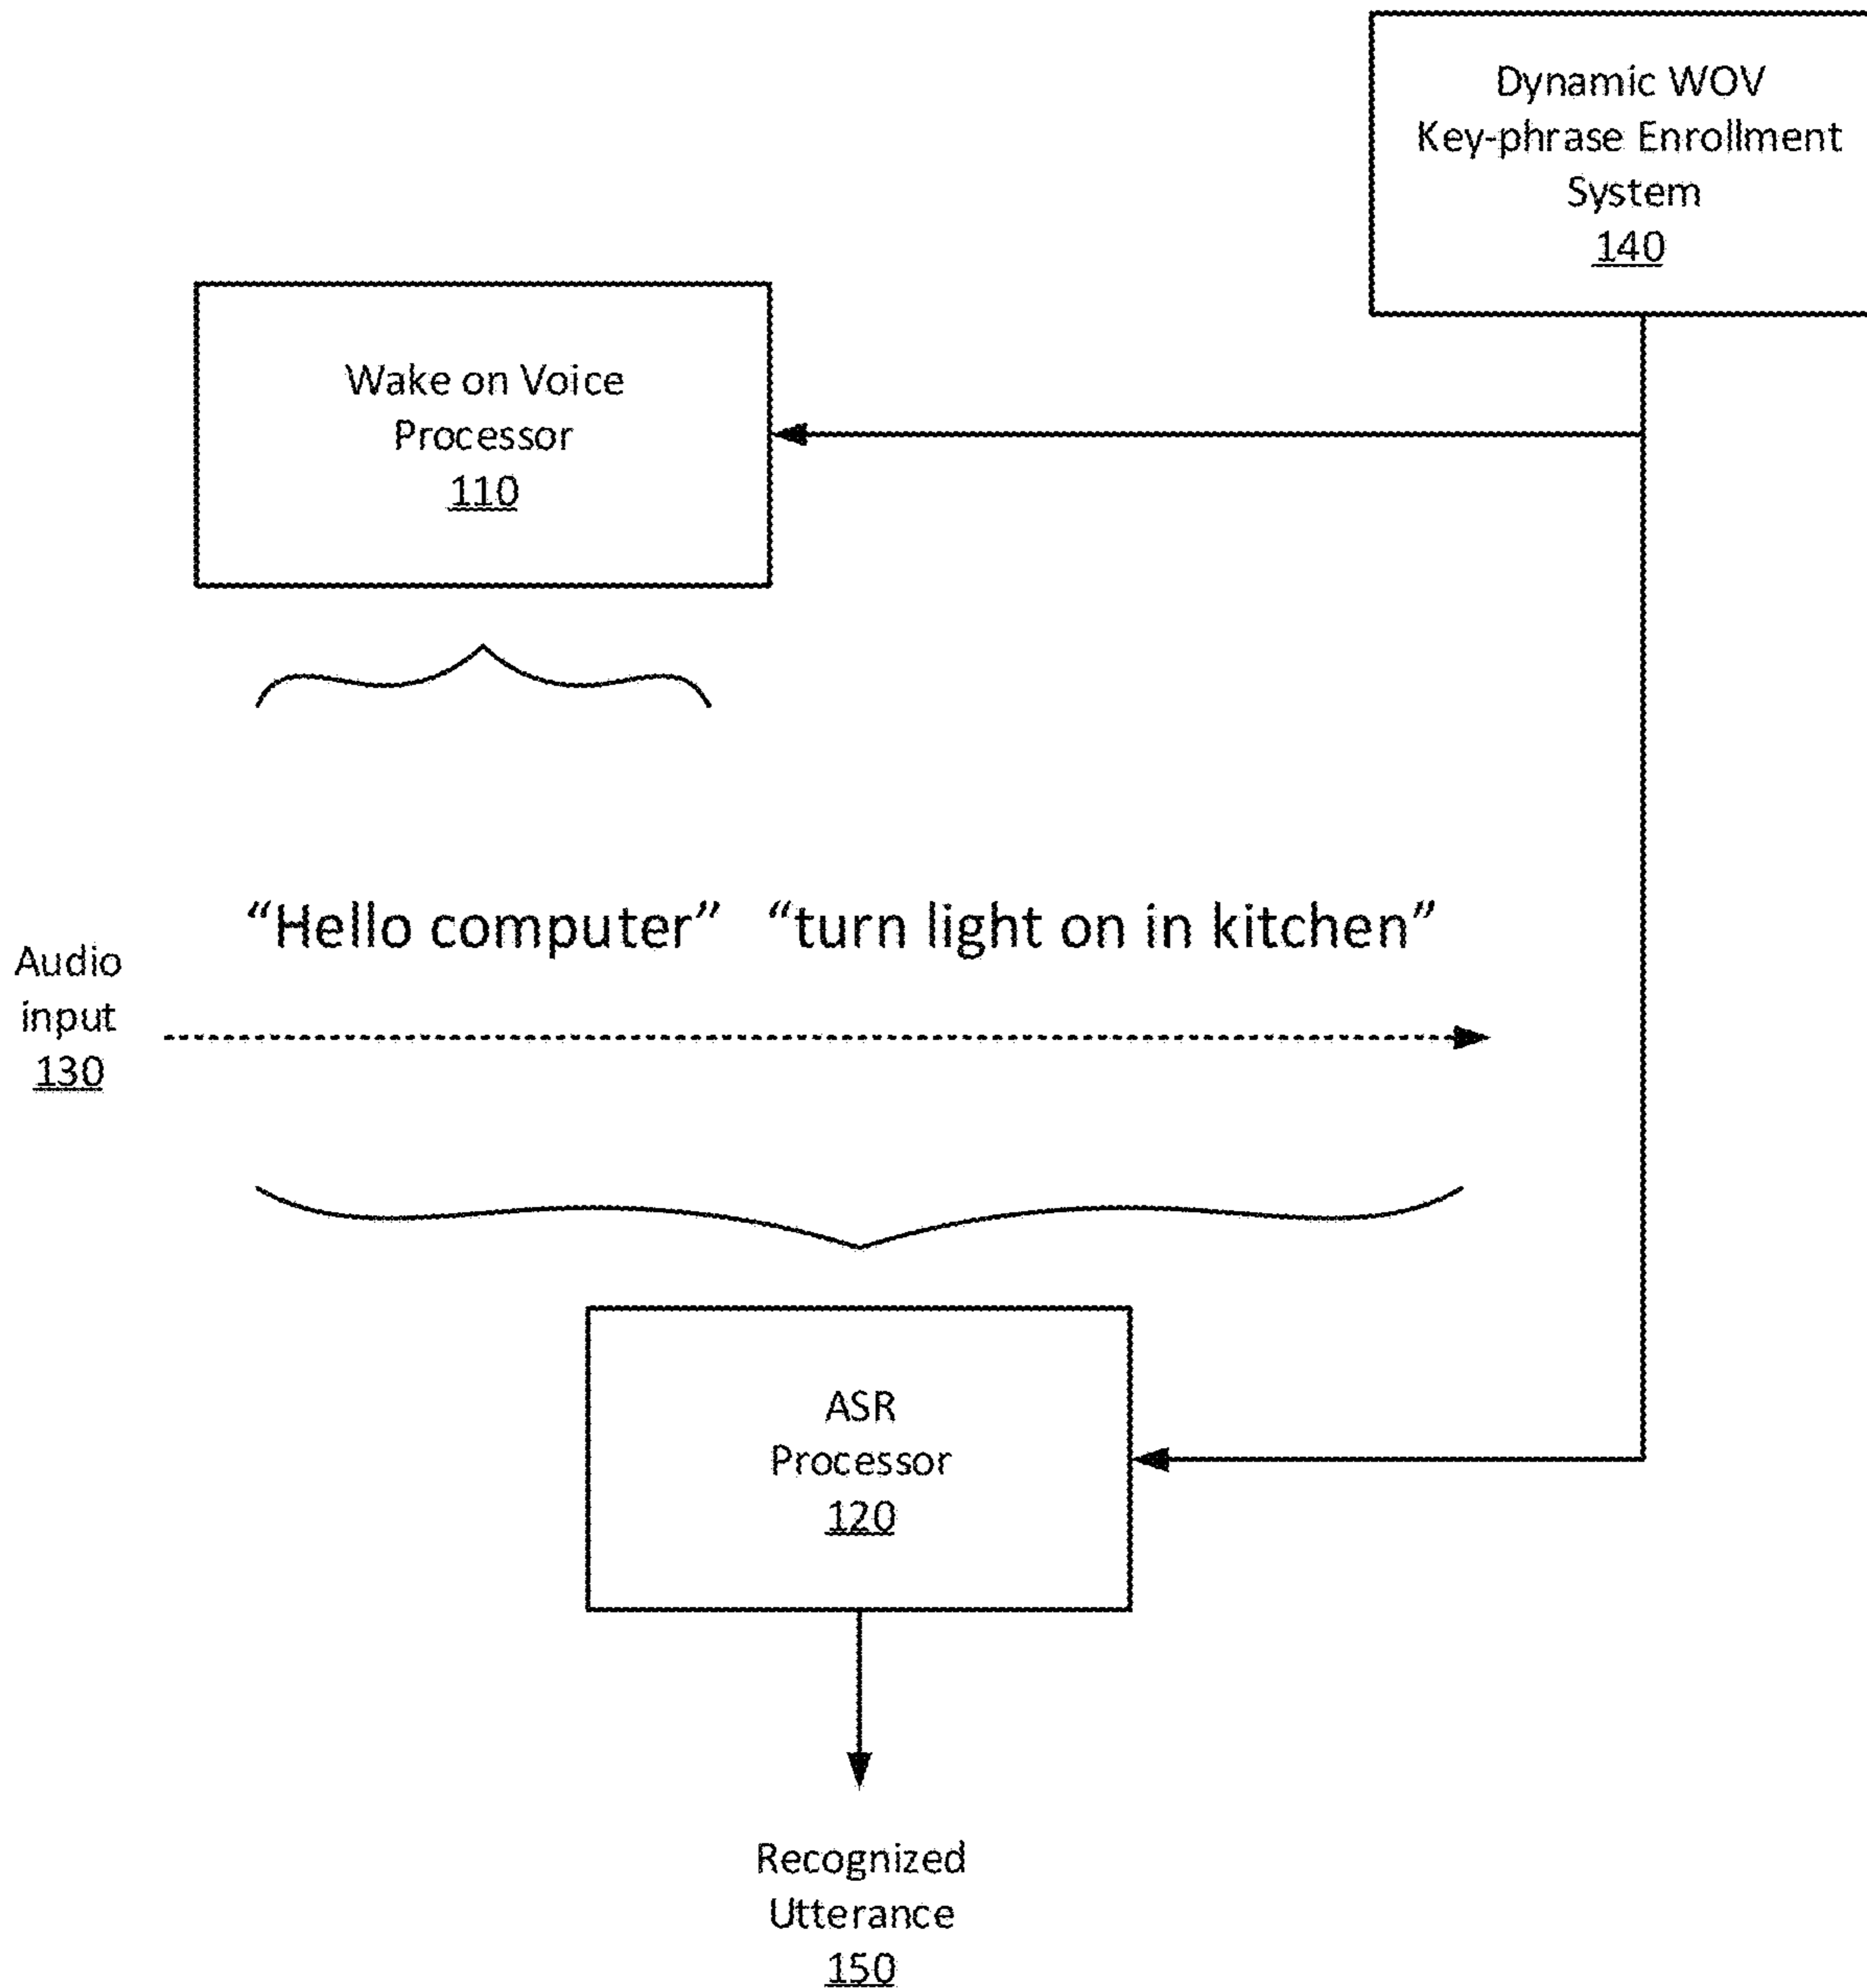 Dynamic WOV
Key-phrase Enrollment
System
140
Wake on Voice
Processor
110
“Hello computer” “turn light on in kitchen”
Audio
input
130
ASR
Processor
120
Recognized
Utterance
150